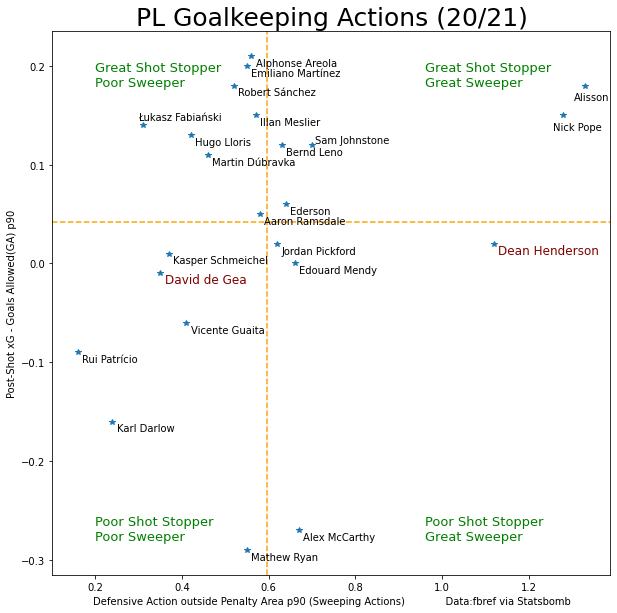 PL Goalkeeping Actions (20/21)
Great Shot Stopper
Poor Sweeper
Great Shot Stopper
Great Sweeper
Alphonse Areola
Emiliano Martínez
Robert Sánchez
Alisson
Łukasz Fabiański
Illan Meslier
Nick Pope
Hugo Lloris
Sam Johnstone
Bernd Leno
Martin Dúbravka
Ederson
Aaron Ramsdale
Jordan Pickford
Dean Henderson
Kasper Schmeichel
Edouard Mendy
David de Gea
Vicente Guaita
Rui Patrício
Karl Darlow
Poor Shot Stopper
Poor Sweeper
Poor Shot Stopper
Great Sweeper
Alex McCarthy
Mathew Ryan
Post-Shot xG - Goals Allowed(GA) p90
0.2
0.1
0.0
−0.1
−0.2
−0.3
0.2
0.4
0.6
0.8
1.0
1.2
Defensive Action outside Penalty Area p90 (Sweeping Actions)
Data:fbref via Statsbomb